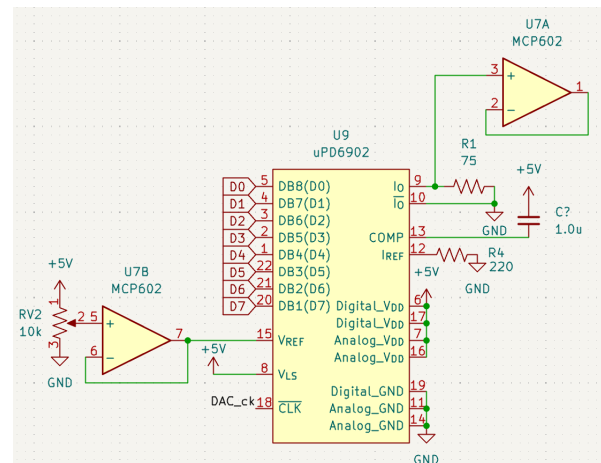 U7A
MCP602
3
+
2
−
1
U9
uPD6902
R1
75
+5V
C?
1.0u
GND
D0 5 DB8(D0)
D1 4 DB7(D1)
D2 3 DB6(D2)
D3 2 DB5(D3)
D4 1 DB4(D4)
D5 22 DB3(D5)
D6 21 DB2(D6)
D7 20 DB1(D7)
IO 9
IO 10
COMP 13
IREF 12
R4
220
GND
+5V
Digital_VDD 6
Digital_VDD 17
Analog_VDD 7
Analog_VDD 16
Digital_GND 19
Analog_GND 11
Analog_GND 14
GND
15 VREF
+5V
8 VLS
DAC_ck 18 CLK
+5V
U7B
MCP602
RV2
10k
1
2
3
5
+
6
−
7
GND